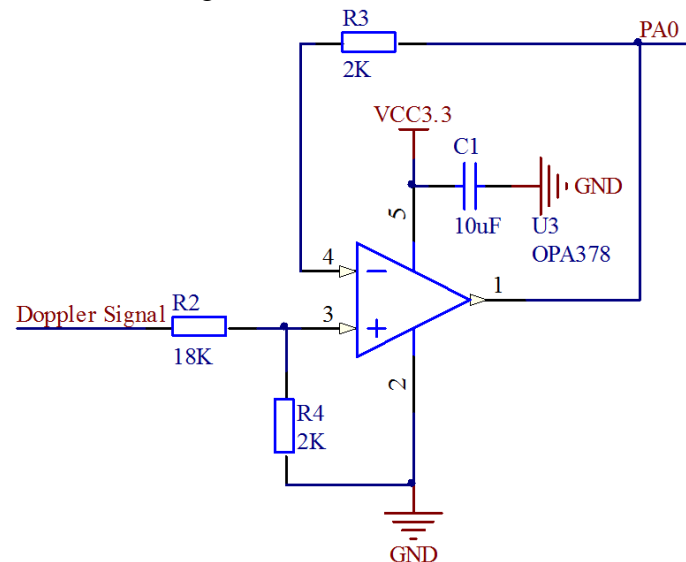 R3
PA0
2K
VCC3.3
C1
GND
10uF
U3
OPA378
5
4
1
Doppler Signal
R2
3
18K
2
R4
2K
GND